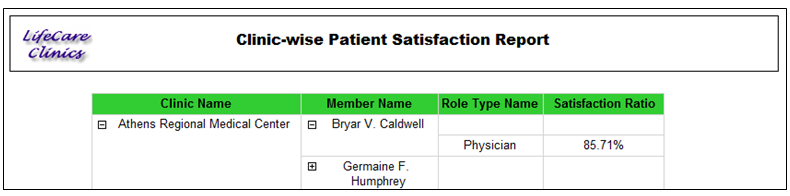 LifeCare
Clinics
Clinic-wise Patient Satisfaction Report
Clinic Name Member Name Role Type Name Satisfaction Ratio
Athens Regional Medical Center Bryar V. Caldwell
Physician 85.71%
Germaine F.
Humphrey